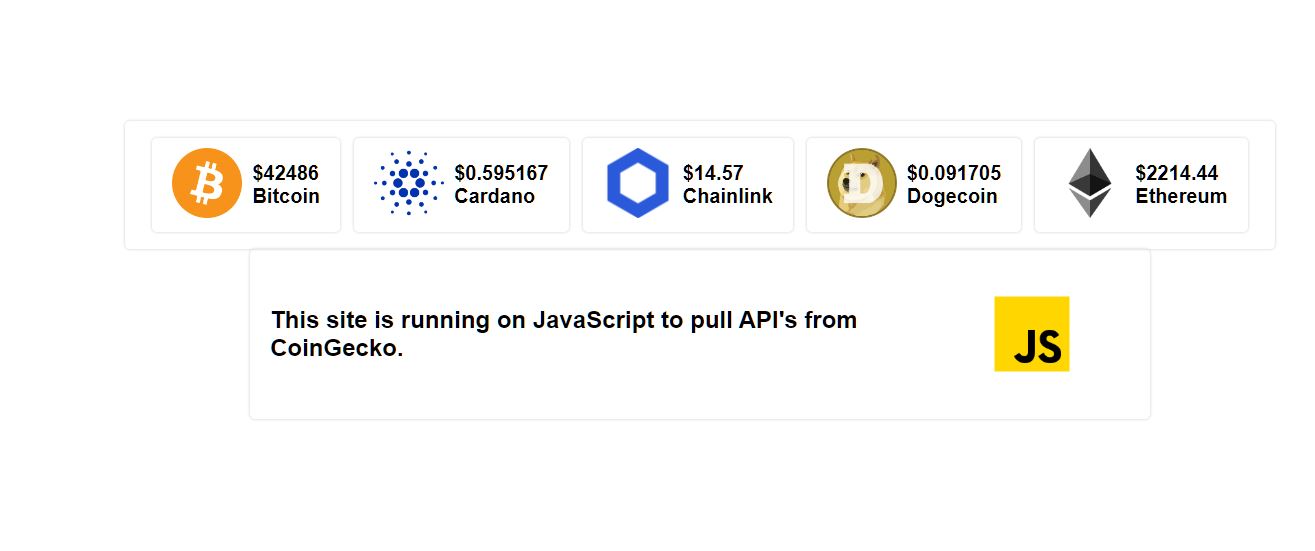 $42486
Bitcoin
$0.595167
Cardano
$14.57
Chainlink
$0.091705
Dogecoin
$2214.44
Ethereum
This site is running on JavaScript to pull API's from
CoinGecko.
JS